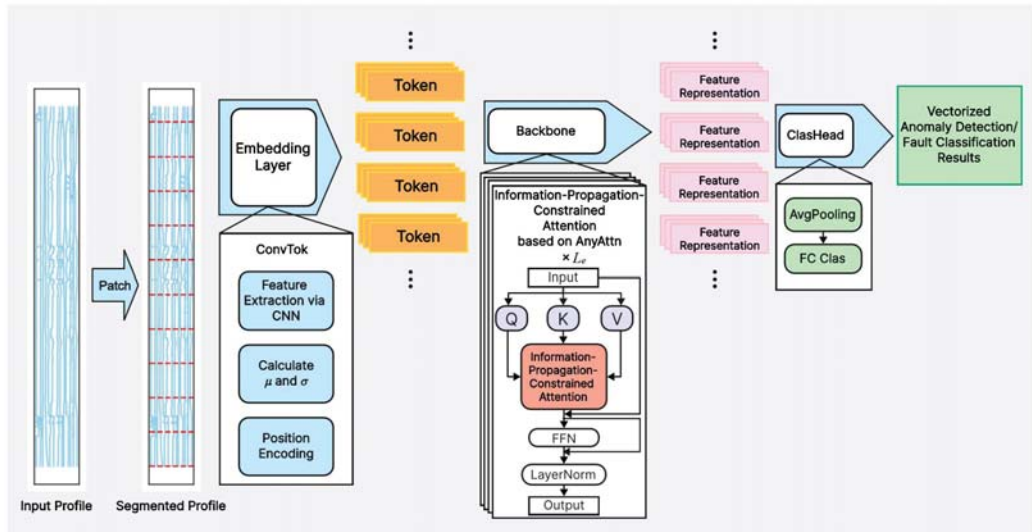 Input Profile
Patch
Segmented Profile
Embedding
Layer
ConvTok
Feature
Extraction via
CNN
Calculate
μ and σ
Position
Encoding
⋮
Token
Token
Token
Token
⋮
Backbone
Information-Propagation-
Constrained
Attention
based on AnyAttn
× Lₑ
Input
Q
K
V
Information-
Propagation-
Constrained
Attention
FFN
LayerNorm
Output
⋮
Feature
Representation
Feature
Representation
Feature
Representation
Feature
Representation
⋮
ClasHead
AvgPooling
FC Clas
Vectorized
Anomaly Detection/
Fault Classification
Results